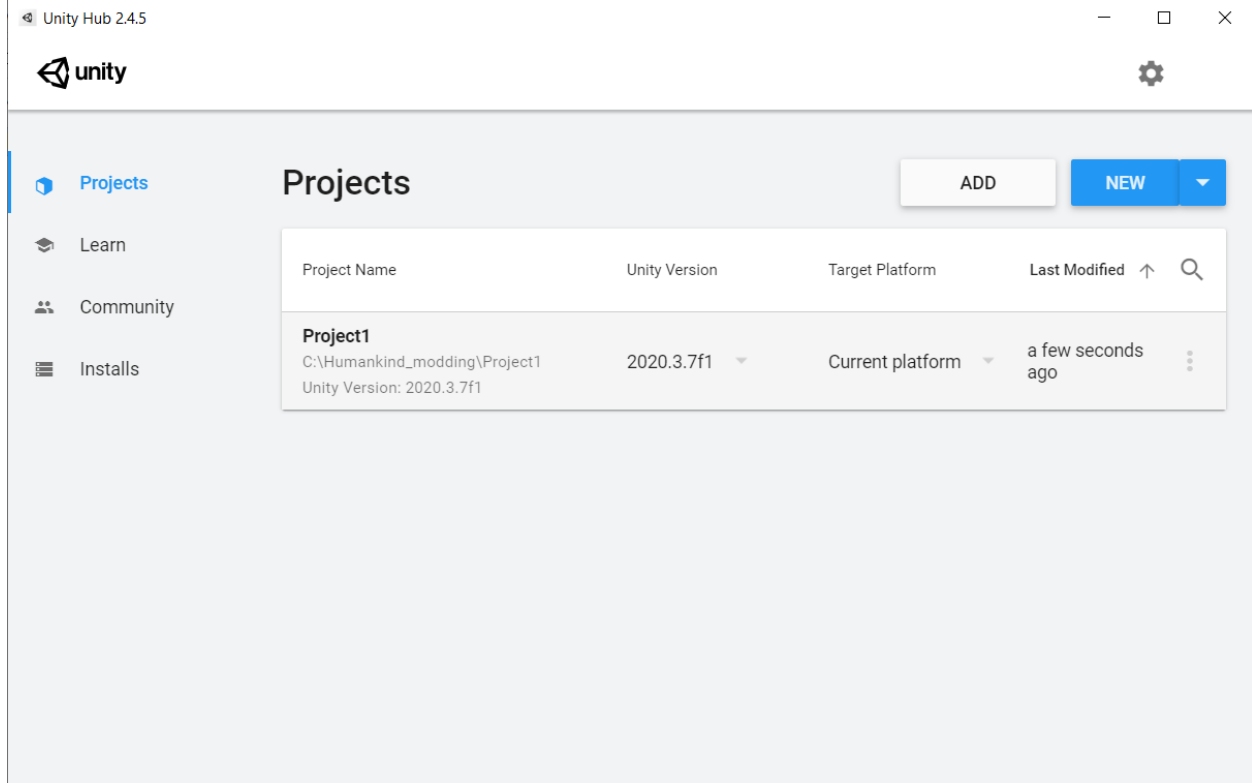 Unity Hub 2.4.5
unity
Projects
Learn
Community
Installs
Projects
ADD
NEW
Project Name
Unity Version
Target Platform
Last Modified
Project1
C:\Humankind_modding\Project1
Unity Version: 2020.3.7f1
2020.3.7f1
Current platform
a few seconds
ago